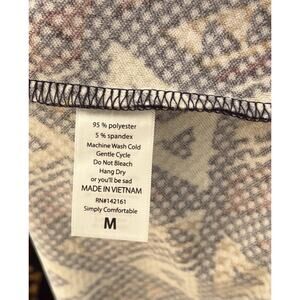 95 % polyester
5 % spandex
Machine Wash Cold
Gentle Cycle
Do Not Bleach
Hang Dry
or you'll be sad
MADE IN VIETNAM
RN#142161
Simply Comfortable
M